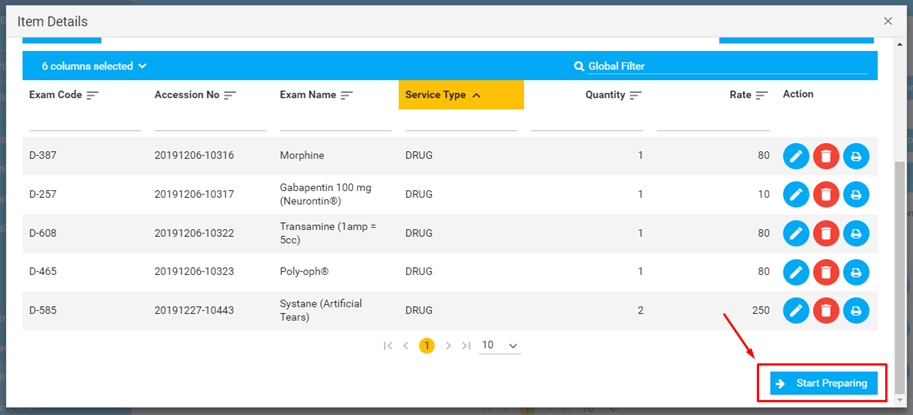 Item Details
6 columns selected
Global Filter
Exam Code Accession No Exam Name Service Type Quantity Rate Action
D-387 20191206-10316 Morphine DRUG 1 80
D-257 20191206-10317 Gabapentin 100 mg DRUG 1 10
(Neurontin®)
D-608 20191206-10322 Transamine (1amp = DRUG 1 80
5cc)
D-465 20191206-10323 Poly-oph® DRUG 1 80
D-585 20191227-10443 Systane (Artificial DRUG 2 250
Tears)
1 10
Start Preparing